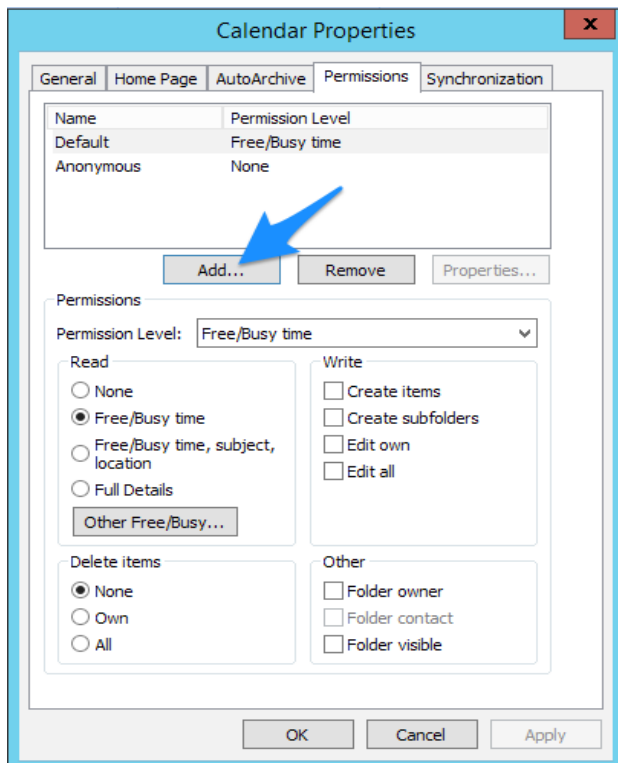 Calendar Properties
x
General Home Page AutoArchive Permissions Synchronization
Name Permission Level
Default Free/Busy time
Anonymous None
Add... Remove Properties...
Permissions
Permission Level: Free/Busy time
Read
None
Free/Busy time
Free/Busy time, subject,
location
Full Details
Other Free/Busy...
Write
Create items
Create subfolders
Edit own
Edit all
Delete items
None
Own
All
Other
Folder owner
Folder contact
Folder visible
OK Cancel Apply